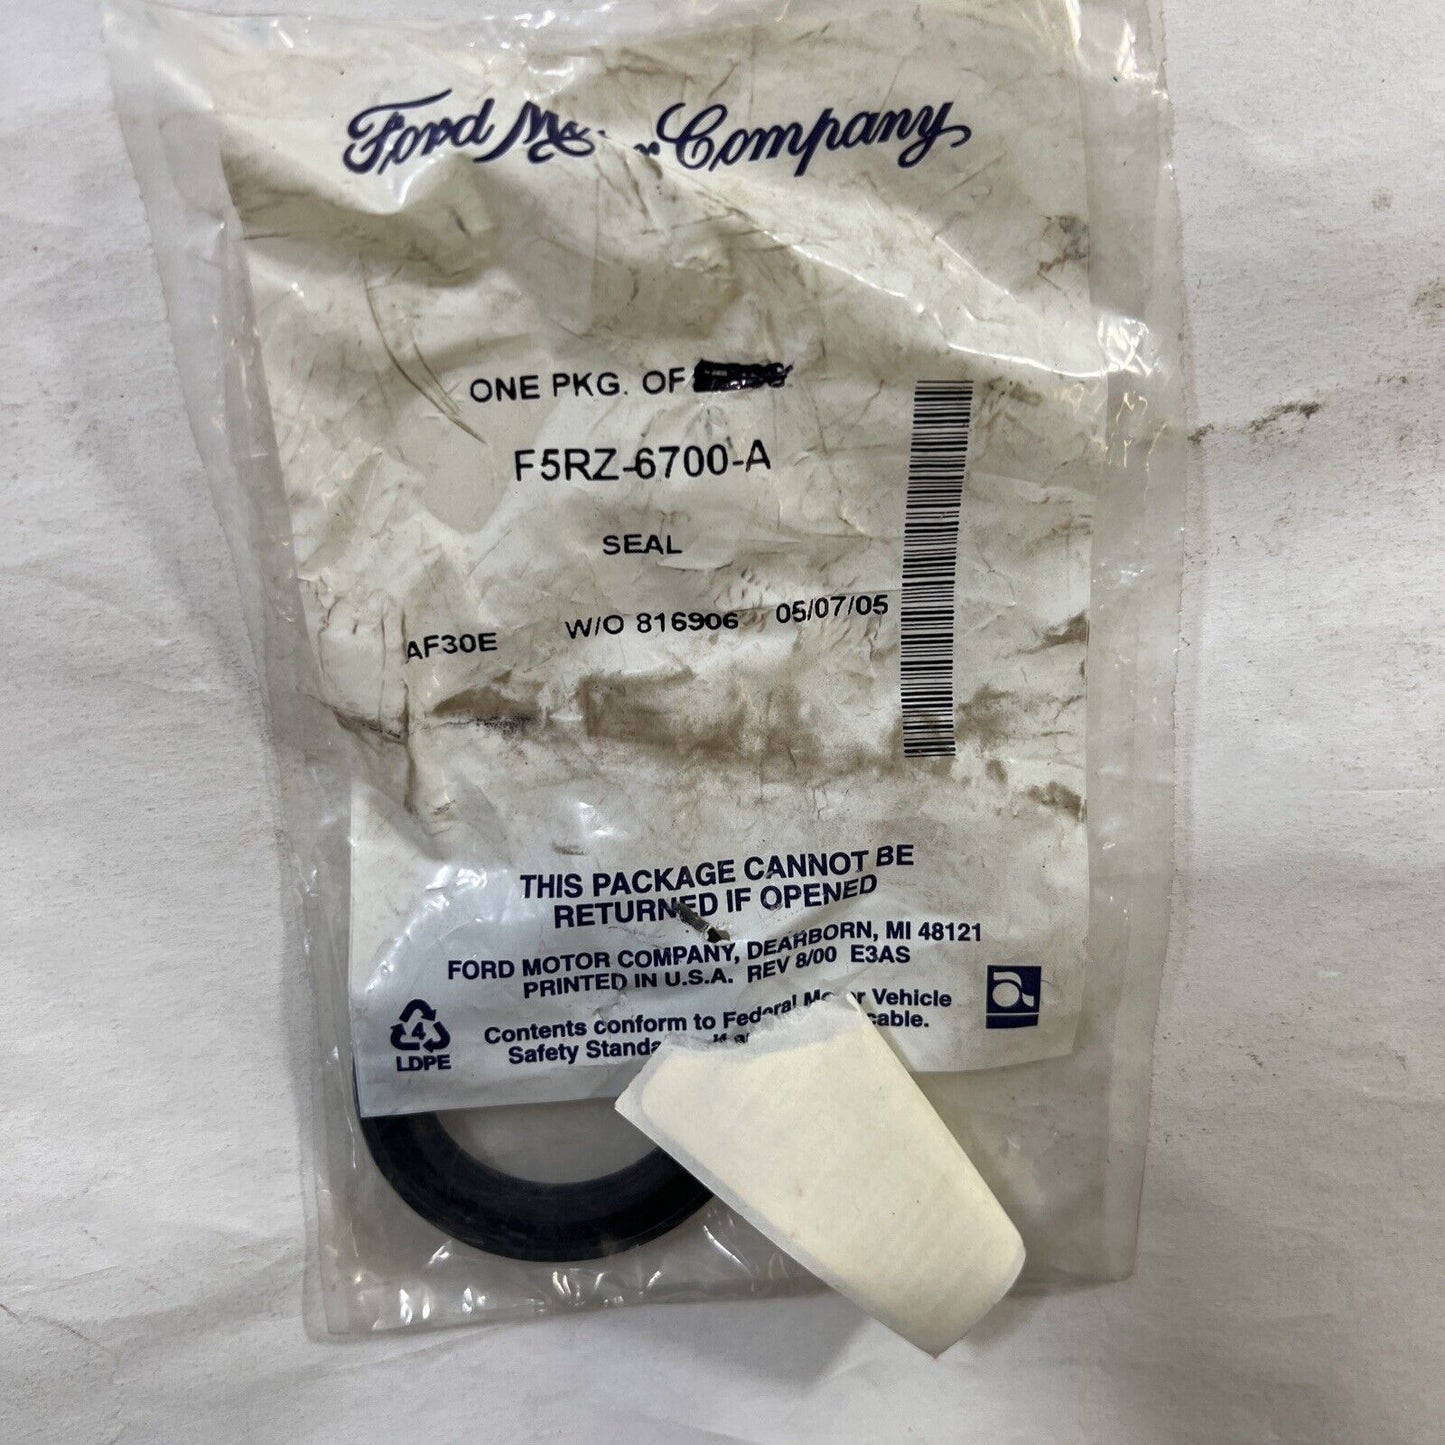 Ford Company
ONE PKG. OF
F5RZ-6700-A
SEAL
AF30E W/O 816906 05/07/05
THIS PACKAGE CANNOT BE
RETURNED IF OPENED
FORD MOTOR COMPANY, DEARBORN, MI 48121
PRINTED IN U.S.A. REV 8/00 E3AS
4
LDPE
Contents conform to Federal Motor Vehicle
Safety